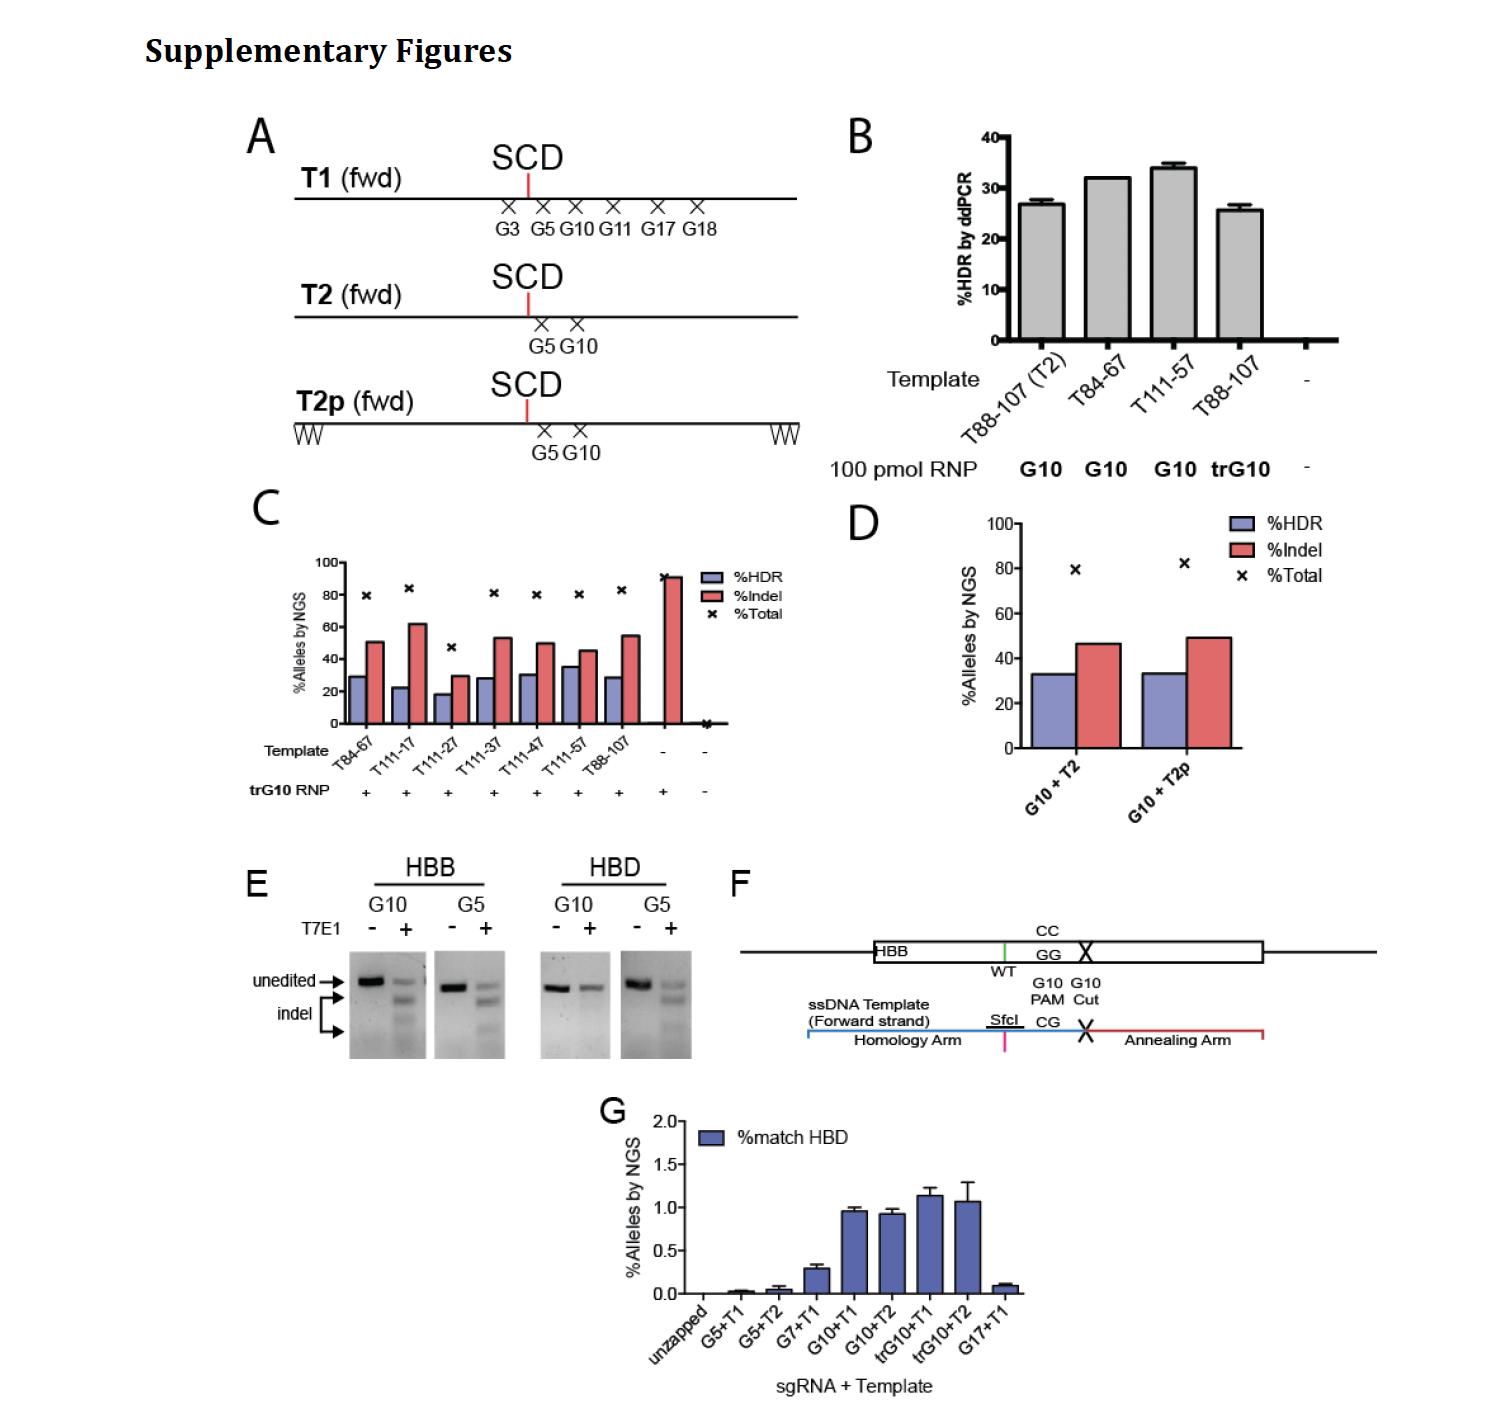 Supplementary Figures
A
SCD
T1 (fwd)
G3 G5 G10 G11 G17 G18
SCD
T2 (fwd)
G5 G10
SCD
T2p (fwd)
G5 G10
B
%HDR by ddPCR
40
30
20
10
0
Template
T88-107 (T2)
T84-67
T111-57
T88-107
-
100 pmol RNP G10 G10 G10 trG10 -
C
%Alleles by NGS
100
80
60
40
20
0
%HDR
%Indel
%Total
Template
T84-67
T111-17
T111-27
T111-37
T111-47
T111-57
T88-107
-
-
trG10 RNP + + + + + + + + -
D
%Alleles by NGS
100
80
60
40
20
0
%HDR
%Indel
%Total
G10 + T2
G10 + T2p
E
HBB HBD
G10 G5 G10 G5
T7E1 - + - + - + - +
unedited
indel
F
CC
HBB GG
WT
G10 PAM
G10 Cut
ssDNA Template
(Forward strand)
SfcI CG
Homology Arm Annealing Arm
G
%Alleles by NGS
2.0
1.5
1.0
0.5
0.0
%match HBD
unzapped
G5+T1
G5+T2
G7+T1
G10+T1
G10+T2
trG10+T1
trG10+T2
G17+T1
sgRNA + Template